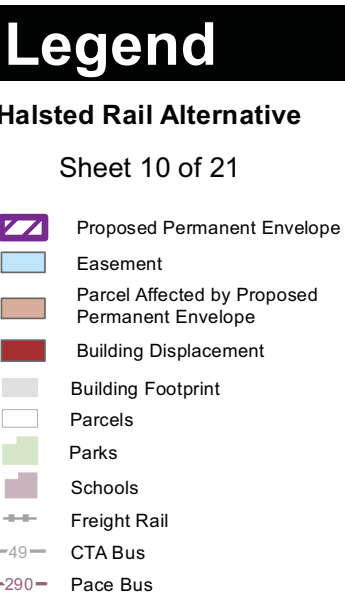 Legend
Halsted Rail Alternative
Sheet 10 of 21
Proposed Permanent Envelope
Easement
Parcel Affected by Proposed
Permanent Envelope
Building Displacement
Building Footprint
Parcels
Parks
Schools
Freight Rail
49 CTA Bus
290 Pace Bus